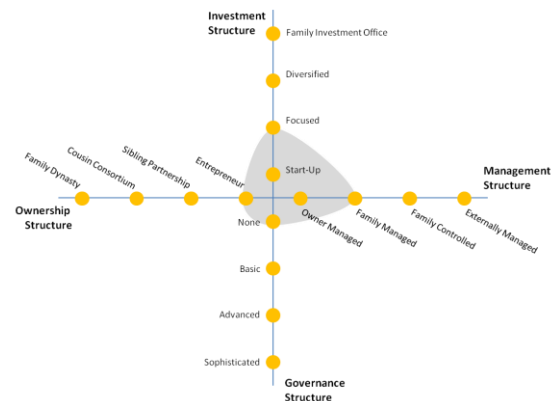 Investment
Structure
Family Investment Office
Diversified
Focused
Start-Up
Family Dynasty
Cousin Consortium
Sibling Partnership
Entrepreneur
Management
Structure
Ownership
Structure
None
Owner Managed
Family Managed
Family Controlled
Externally Managed
Basic
Advanced
Sophisticated
Governance
Structure